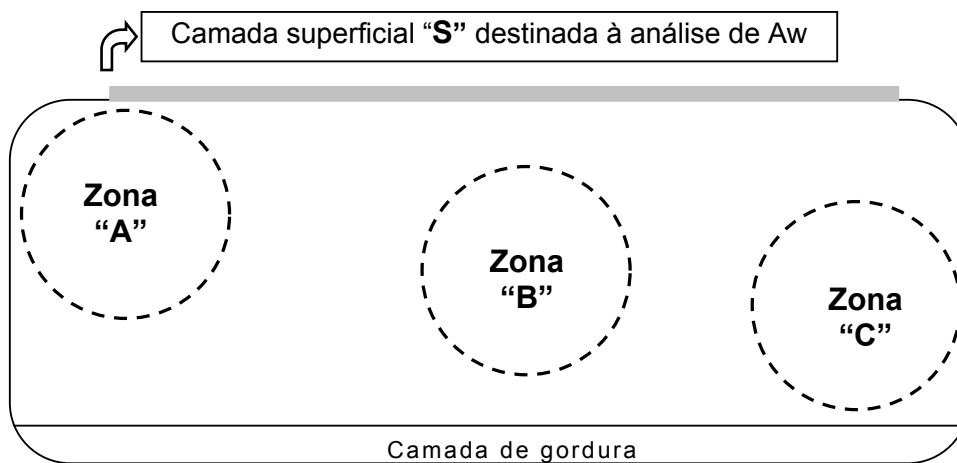 Camada superficial “S” destinada à análise de Aw
Zona
“A”
Zona
“B”
Zona
“C”
Camada de gordura